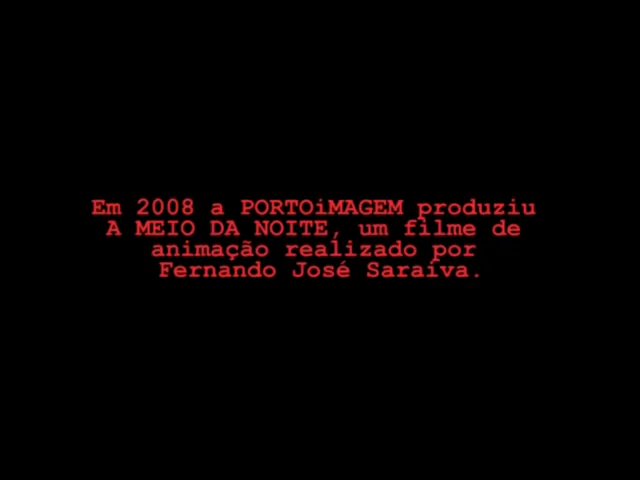 Em 2008 a PORTOiMAGEM produziu
A MEIO DA NOITE, um filme de
animação realizado por
Fernando José Saraiva.